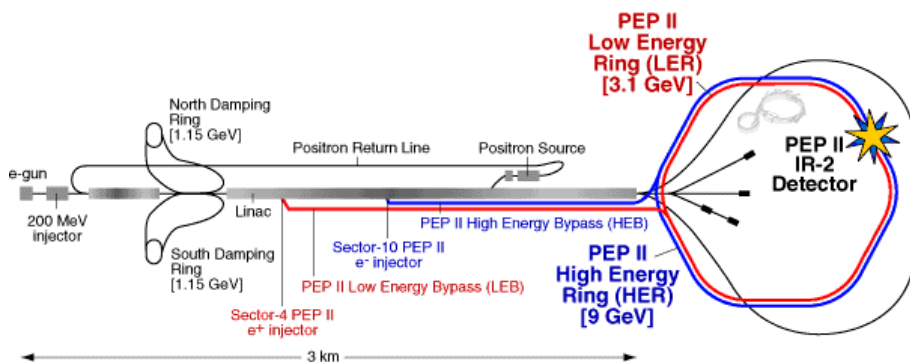 PEP II
Low Energy
Ring (LER)
[3.1 GeV]
North Damping
Ring
[1.15 GeV]
Positron Return Line
Positron Source
PEP II
IR-2
Detector
e-gun
200 MeV
injector
Linac
PEP II High Energy Bypass (HEB)
Sector-10 PEP II
e- injector
South Damping
Ring
[1.15 GeV]
PEP II Low Energy Bypass (LEB)
Sector-4 PEP II
e+ injector
PEP II
High Energy
Ring (HER)
[9 GeV]
3 km